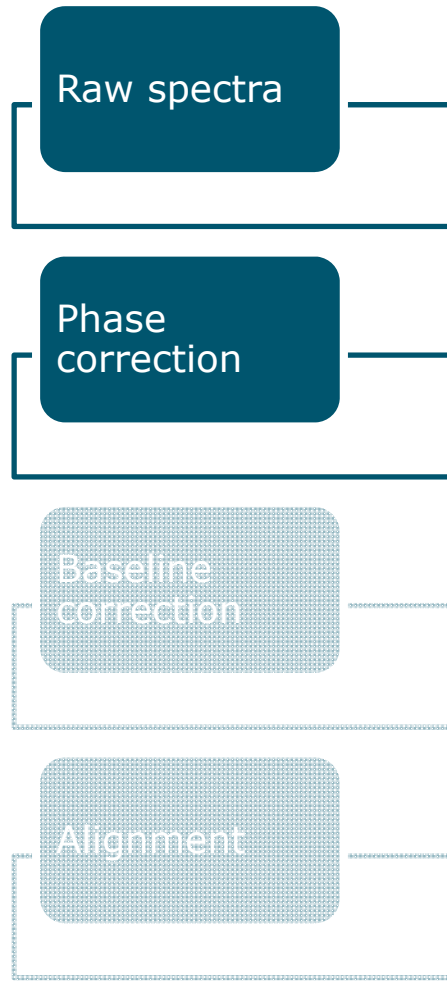 Raw spectra
Phase
correction
Baseline
correction
Alignment